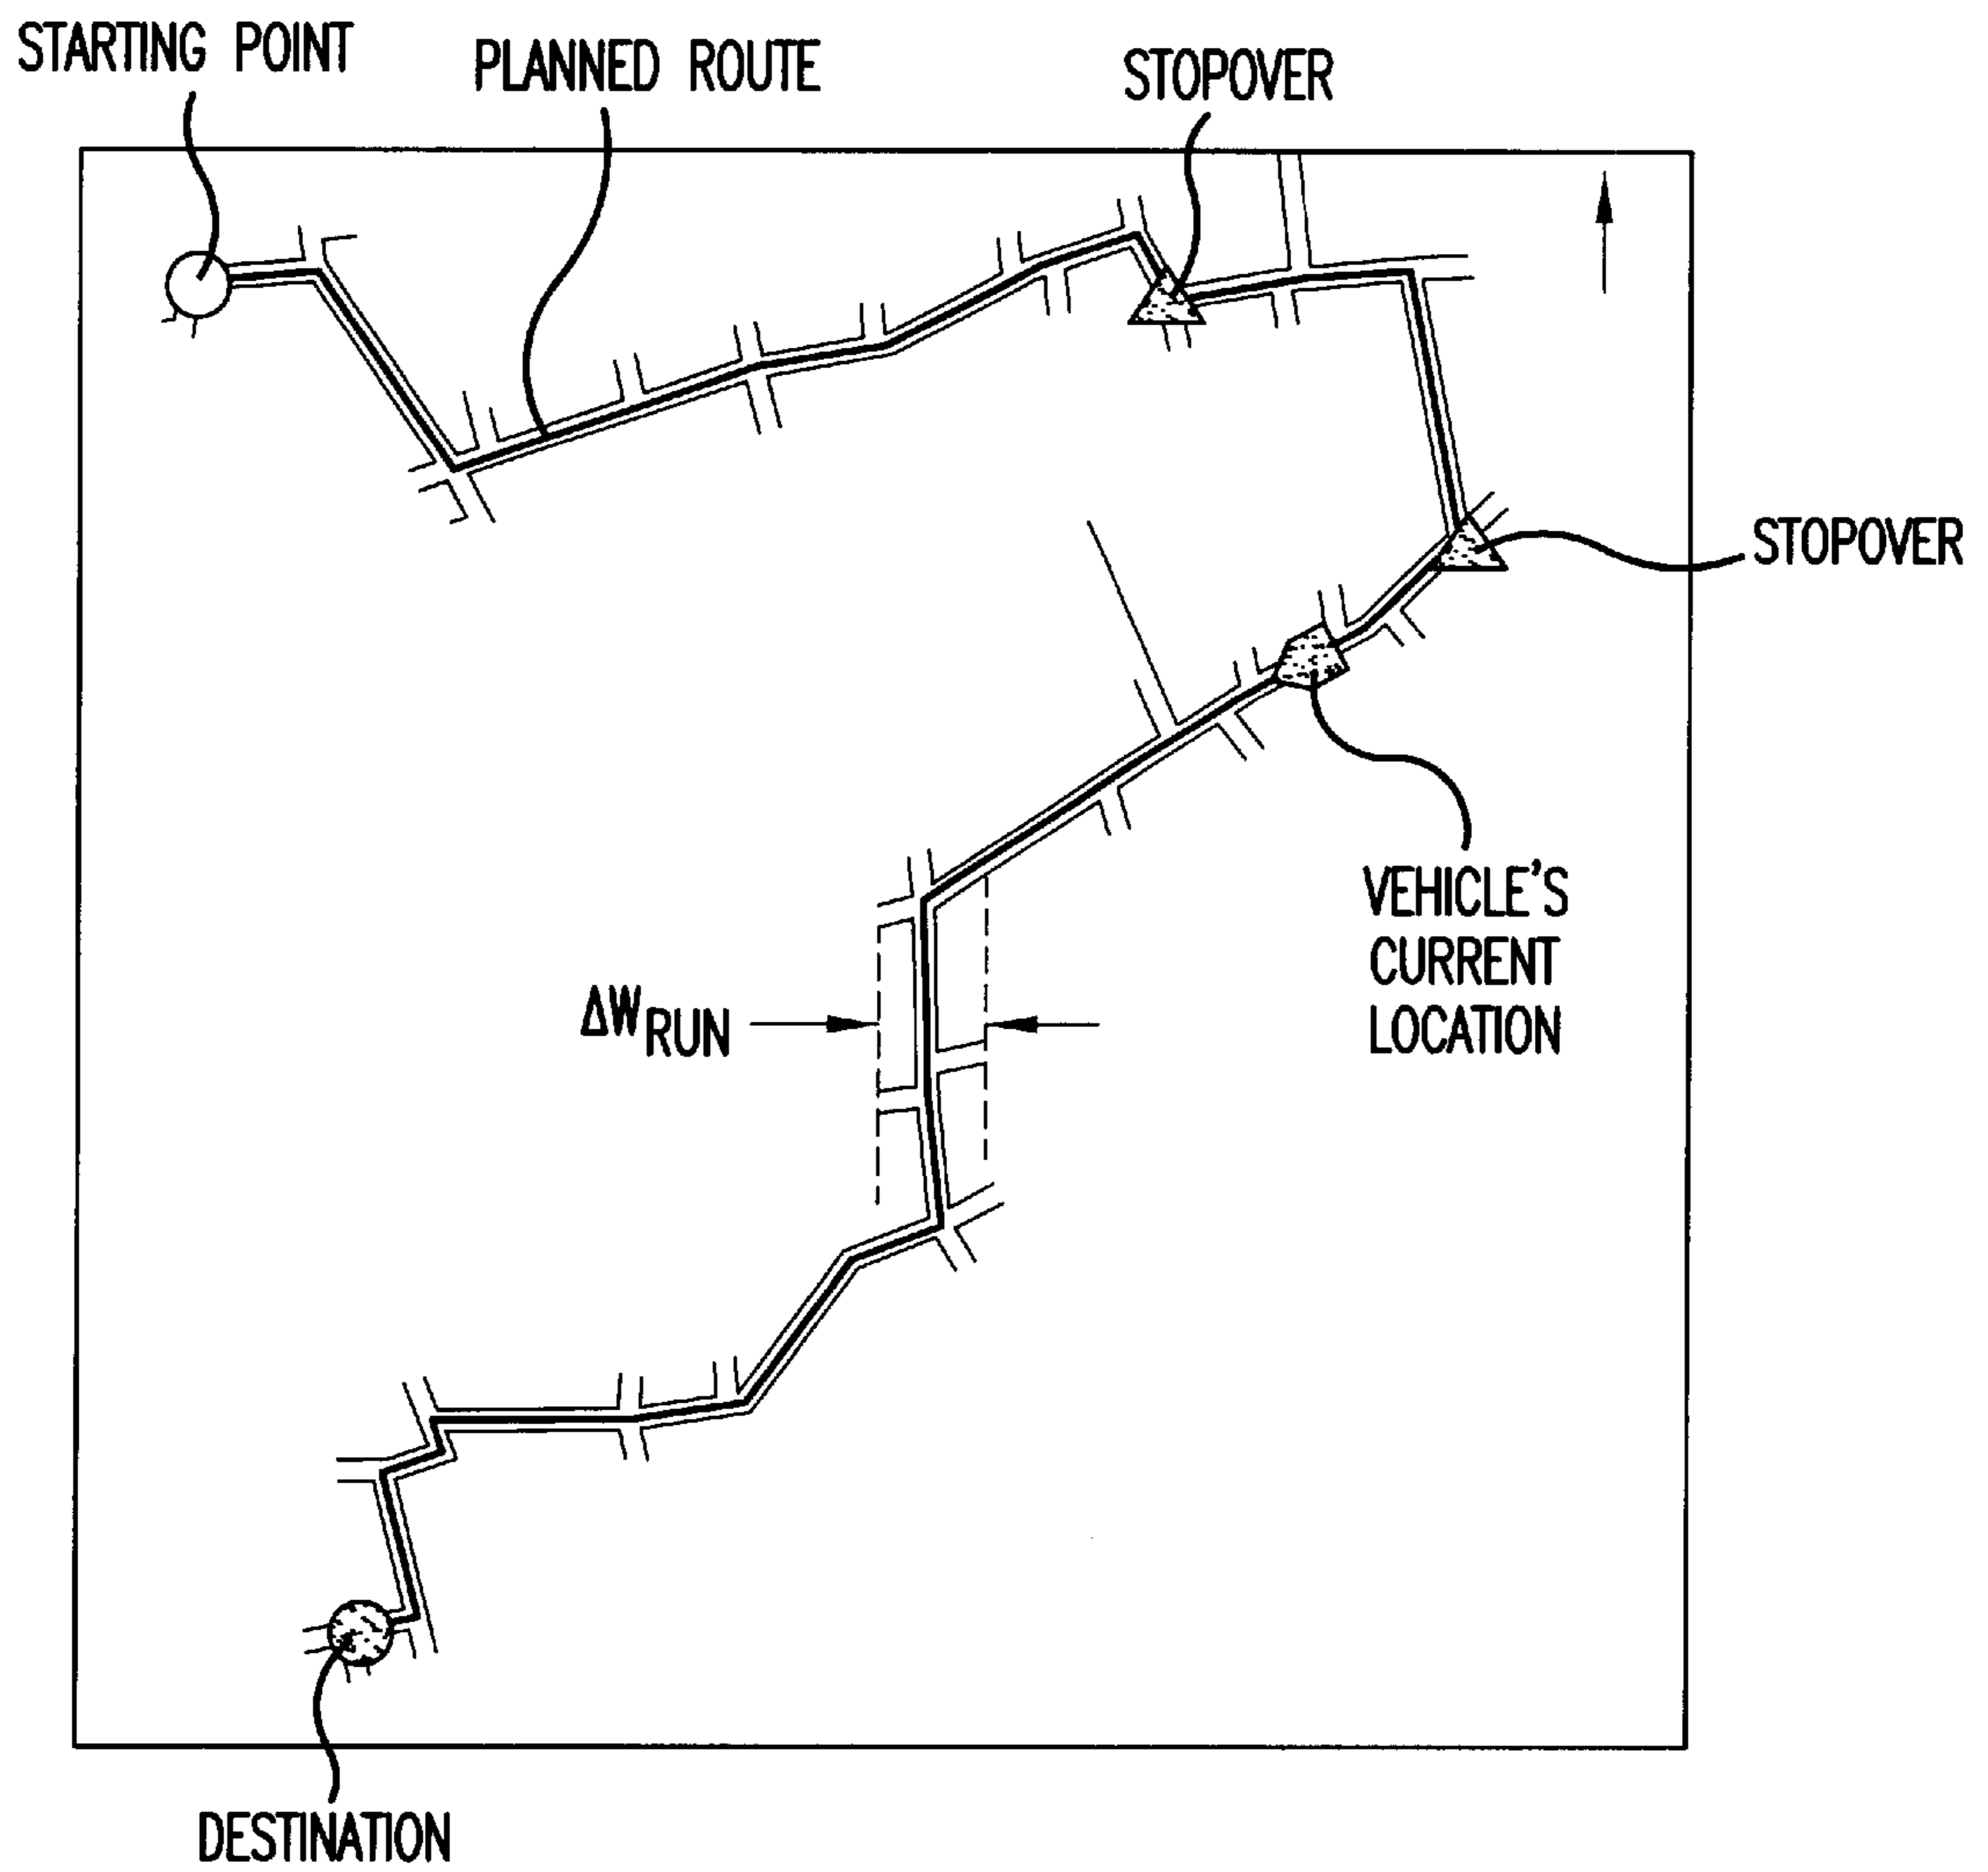 STARTING POINT
PLANNED ROUTE
STOPOVER
STOPOVER
VEHICLE'S
CURRENT
LOCATION
ΔWRUN
DESTINATION